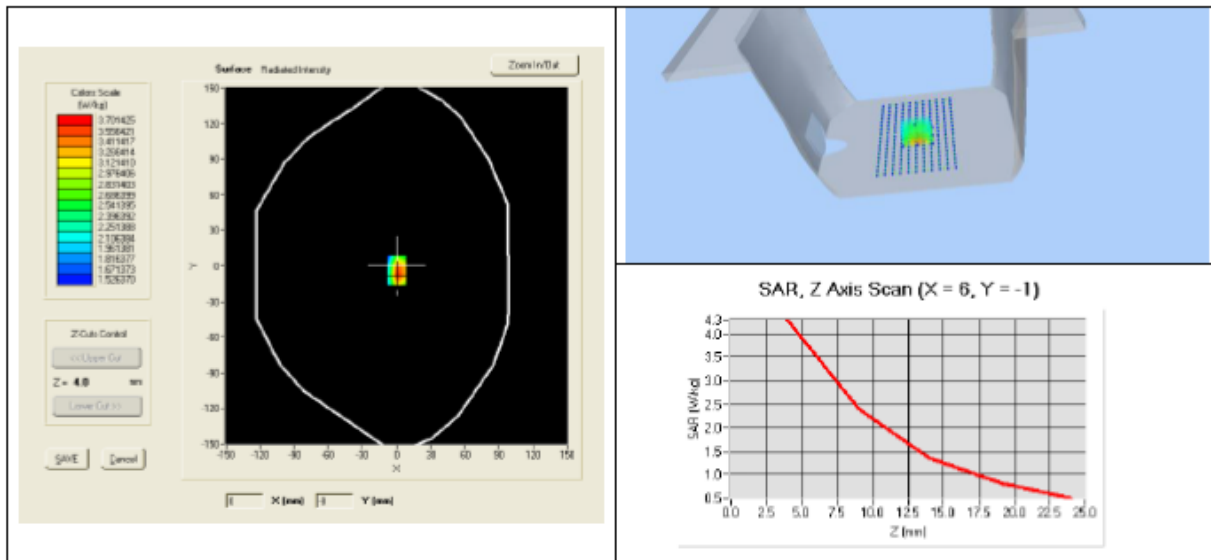 Surface Radiated Intensity
Zoom In/Out
Colors Scale
(W/kg)
3.701425
3.556421
3.411417
3.266414
3.121410
2.976406
2.831403
2.686399
2.541395
2.396392
2.251388
2.106384
1.961381
1.816377
1.671373
1.526370
Z-Cuts Control
<< Upper Cut
Z = 4.0 mm
Lower Cut >>
SAVE
Cancel
150
120
90
60
30
0
-30
-60
-90
-120
-150
Y
-150 -120 -90 -60 -30 0 30 60 90 120 150
X
X (mm)
Y (mm)
SAR, Z Axis Scan (X = 6, Y = -1)
4.3
4.0
3.5
3.0
2.5
2.0
1.5
1.0
0.5
SAR (W/kg)
0.0 2.5 5.0 7.5 10.0 12.5 15.0 17.5 20.0 22.5 25.0
Z (mm)